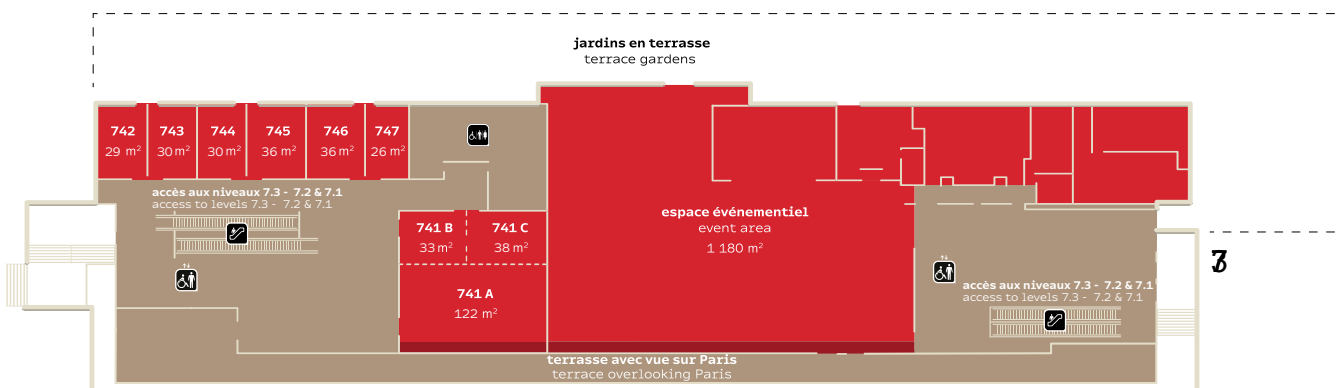 jardins en terrasse
terrace gardens
742
29 m²
743
30 m²
744
30 m²
745
36 m²
746
36 m²
747
26 m²
accès aux niveaux 7.3 - 7.2 & 7.1
access to levels 7.3 - 7.2 & 7.1
741 B
33 m²
741 C
38 m²
741 A
122 m²
espace événementiel
event area
1 180 m²
accès aux niveaux 7.3 - 7.2 & 7.1
access to levels 7.3 - 7.2 & 7.1
terrasse avec vue sur Paris
terrace overlooking Paris